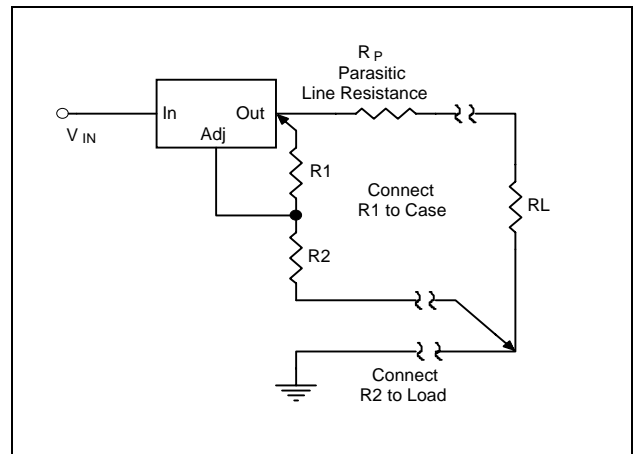 R P
Parasitic
Line Resistance
In
Out
Adj
V IN
R1
Connect
R1 to Case
RL
R2
Connect
R2 to Load